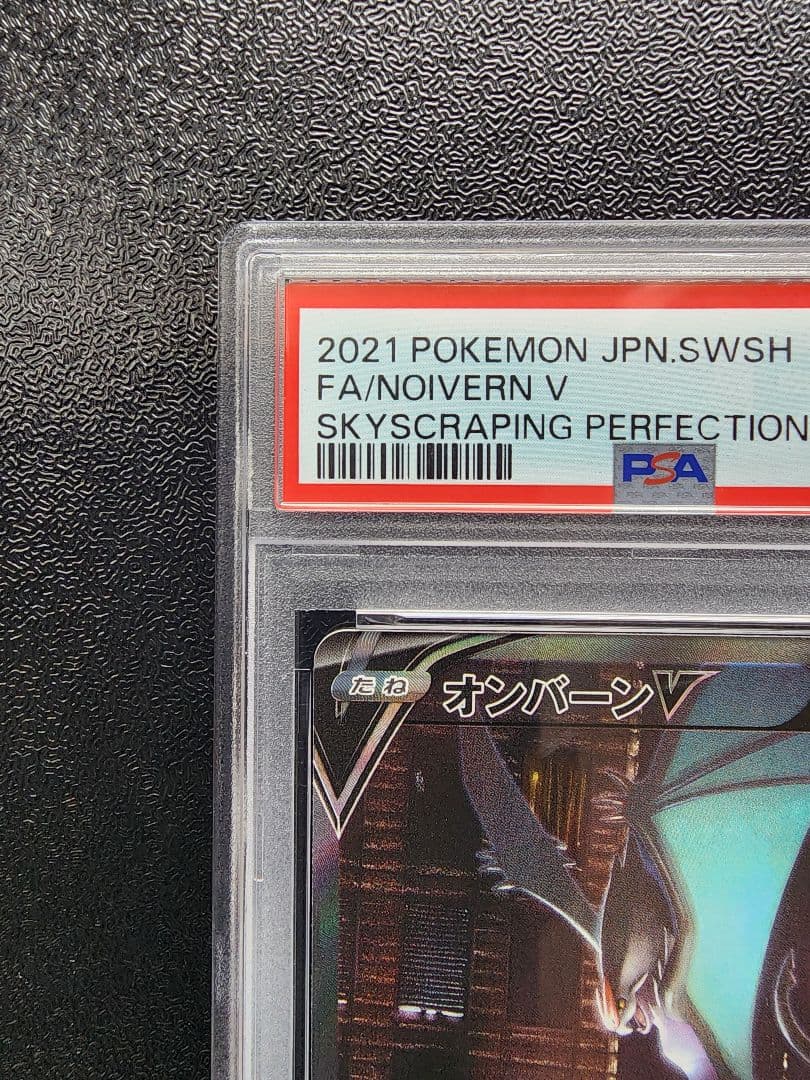 2021 POKEMON JPN.SWSH
FA/NOIVERN V
SKYSCRAPING PERFECTION
PSA
たね オンバーンV